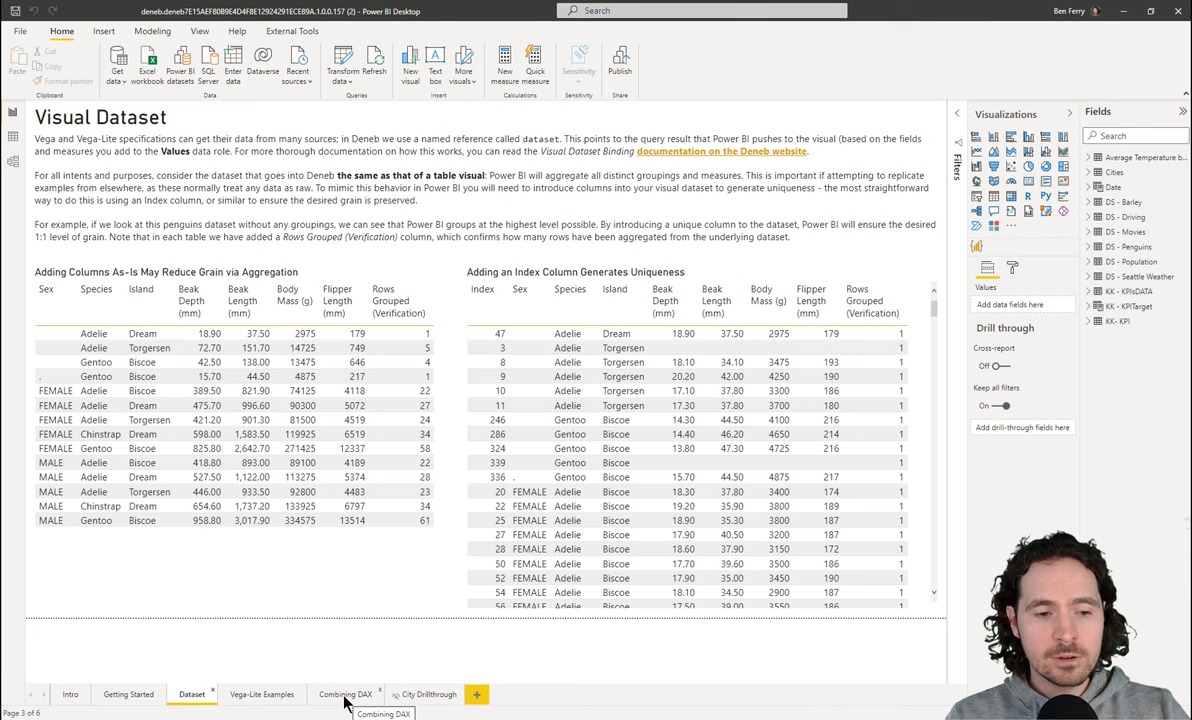 deneb.deneb7E15AEF80B9E4D4F8E12924291ECE89A.1.0.0.157 (2) - Power BI Desktop
Search
Ben Ferry
File Home Insert Modeling View Help External Tools
Paste
Cut
Copy
Format painter
Get data
Excel workbook
Power BI datasets
SQL Server
Enter data
Dataverse
Recent sources
Transform data
Refresh
New visual
Text box
More visuals
New measure
Quick measure
Sensitivity
Publish
Clipboard Data Queries Insert Calculations Sensitivity Share
Visual Dataset
Vega and Vega-Lite specifications can get their data from many sources; in Deneb we use a named reference called dataset. This points to the query result that Power BI pushes to the visual (based on the fields
and measures you add to the Values data role. For more thorough documentation on how this works, you can read the Visual Dataset Binding documentation on the Deneb website.
For all intents and purposes, consider the dataset that
the same as that of a table visual: Power BI will aggregate all distinct groupings and measures. This is important if attempting to replicate
examples from elsewhere, as these normally treat any data as raw. To mimic this behavior in Power BI you will need to introduce columns into your visual dataset to generate uniqueness - the most straightforward
way to do this is using an Index column, or similar to ensure the desired grain is preserved.
For example, if we look at this penguins dataset without any groupings, we can see that Power BI groups at the highest level possible. By introducing a unique column to the dataset, Power BI will ensure the desired
1:1 level of grain. Note that in each table we have added a Rows Grouped (Verification) column, which confirms how many rows have been aggregated from the underlying dataset.
Adding Columns As-Is May Reduce Grain via Aggregation
Sex Species Island Beak Depth (mm) Beak Length (mm) Body Mass (g) Flipper Length (mm) Rows Grouped (Verification)
Adelie Dream 18.90 37.50 2975 179 1
Adelie Torgersen 72.70 151.70 14725 749 5
Gentoo Biscoe 42.50 138.00 13475 646 4
. Gentoo Biscoe 15.70 44.50 4875 217 1
FEMALE Adelie Biscoe 389.50 821.90 74125 4118 22
FEMALE Adelie Dream 475.70 996.60 90300 5072 27
FEMALE Adelie Torgersen 421.20 901.30 81500 4519 24
FEMALE Chinstrap Dream 598.00 1,583.50 119925 6519 34
FEMALE Gentoo Biscoe 825.80 2,642.70 271425 12337 58
MALE Adelie Biscoe 418.80 893.00 89100 4189 22
MALE Adelie Dream 527.50 1,122.00 113275 5374 28
MALE Adelie Torgersen 446.00 933.50 92800 4483 23
MALE Chinstrap Dream 654.60 1,737.20 133925 6797 34
MALE Gentoo Biscoe 958.80 3,017.90 334575 13514 61
Adding an Index Column Generates Uniqueness
Index Sex Species Island Beak Depth (mm) Beak Length (mm) Body Mass (g) Flipper Length (mm) Rows Grouped (Verification)
47 Adelie Dream 18.90 37.50 2975 179 1
3 Adelie Torgersen 1
8 Adelie Torgersen 18.10 34.10 3475 193 1
9 Adelie Torgersen 20.20 42.00 4250 190 1
10 Adelie Torgersen 17.10 37.80 3300 186 1
11 Adelie Torgersen 17.30 37.80 3700 180 1
246 Gentoo Biscoe 14.30 44.50 4100 216 1
286 Gentoo Biscoe 14.40 46.20 4650 214 1
324 Gentoo Biscoe 13.80 47.30 4725 216 1
339 Gentoo Biscoe 1
336 . Gentoo Biscoe 15.70 44.50 4875 217 1
20 FEMALE Adelie Biscoe 18.30 37.80 3400 174 1
22 FEMALE Adelie Biscoe 19.20 35.90 3800 189 1
25 FEMALE Adelie Biscoe 18.90 35.30 3800 187 1
27 FEMALE Adelie Biscoe 17.90 40.50 3200 187 1
28 FEMALE Adelie Biscoe 18.60 37.90 3150 172 1
50 FEMALE Adelie Biscoe 17.70 39.60 3500 186 1
52 FEMALE Adelie Biscoe 17.90 35.00 3450 190 1
54 FEMALE Adelie Biscoe 18.10 34.50 2900 187 1
56 FEMALE Adelie Biscoe 17.50 39.00 3550 186 1
Filters
Visualizations
Values
Add data fields here
Drill through
Cross-report
Off
Keep all filters
On
Add drill-through fields here
Fields
Search
Average Temperature b...
Cities
Date
DS - Barley
DS - Driving
DS - Movies
DS - Penguins
DS - Population
DS - Seattle Weather
KK - KPIsDATA
KK - KPITarget
KK- KPI
Intro Getting Started Dataset Vega-Lite Examples Combining DAX City Drillthrough
Combining DAX
Page 3 of 6